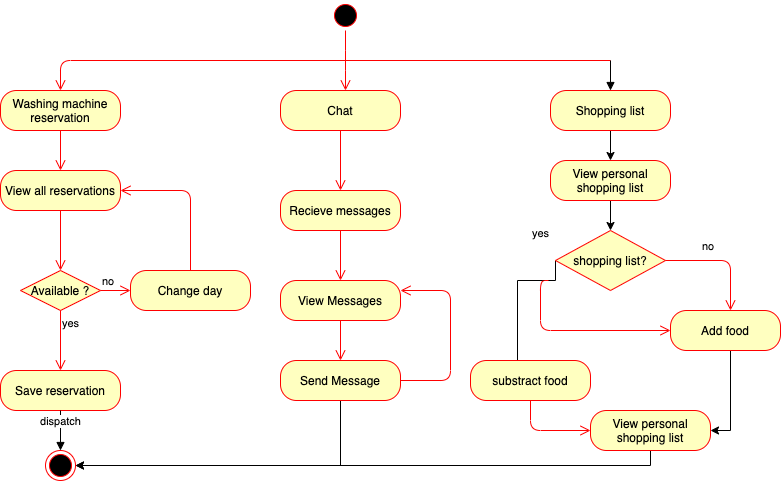 Washing machine
reservation
Chat
Shopping list
View all reservations
Recieve messages
View personal
shopping list
yes
no
shopping list?
Available ?
no
Change day
View Messages
yes
Add food
Save reservation
Send Message
substract food
dispatch
View personal
shopping list